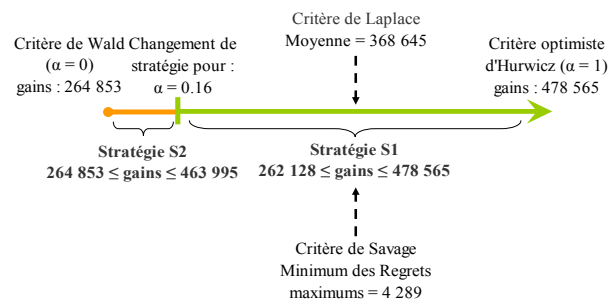 Critère de Laplace
Moyenne = 368 645
Critère de Wald
(α = 0)
gains : 264 853
Changement de
stratégie pour :
α = 0.16
Critère optimiste
d'Hurwicz (α = 1)
gains : 478 565
Stratégie S2
264 853 ≤ gains ≤ 463 995
Stratégie S1
262 128 ≤ gains ≤ 478 565
Critère de Savage
Minimum des Regrets
maximums = 4 289